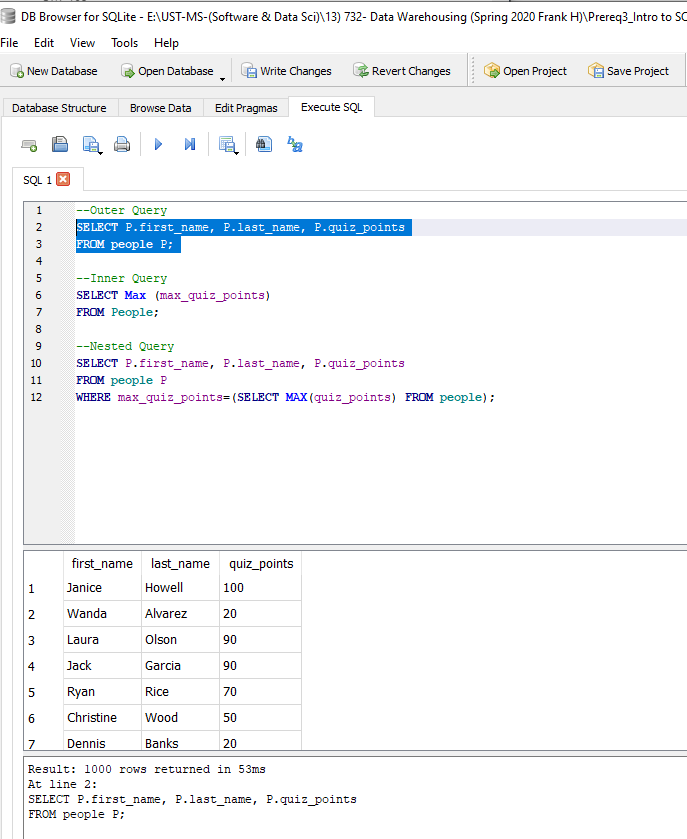 DB Browser for SQLite - E:\UST-MS-(Software & Data Sci)\13) 732- Data Warehousing (Spring 2020 Frank H)\Prereq3_Intro to SC
File Edit View Tools Help
New Database Open Database Write Changes Revert Changes Open Project Save Project
Database Structure Browse Data Edit Pragmas Execute SQL
SQL 1
1 --Outer Query
2 SELECT P.first_name, P.last_name, P.quiz_points
3 FROM people P;
4
5 --Inner Query
6 SELECT Max (max_quiz_points)
7 FROM People;
8
9 --Nested Query
10 SELECT P.first_name, P.last_name, P.quiz_points
11 FROM people P
12 WHERE max_quiz_points=(SELECT MAX(quiz_points) FROM people);
first_name last_name quiz_points
1 Janice Howell 100
2 Wanda Alvarez 20
3 Laura Olson 90
4 Jack Garcia 90
5 Ryan Rice 70
6 Christine Wood 50
7 Dennis Banks 20
Result: 1000 rows returned in 53ms
At line 2:
SELECT P.first_name, P.last_name, P.quiz_points
FROM people P;